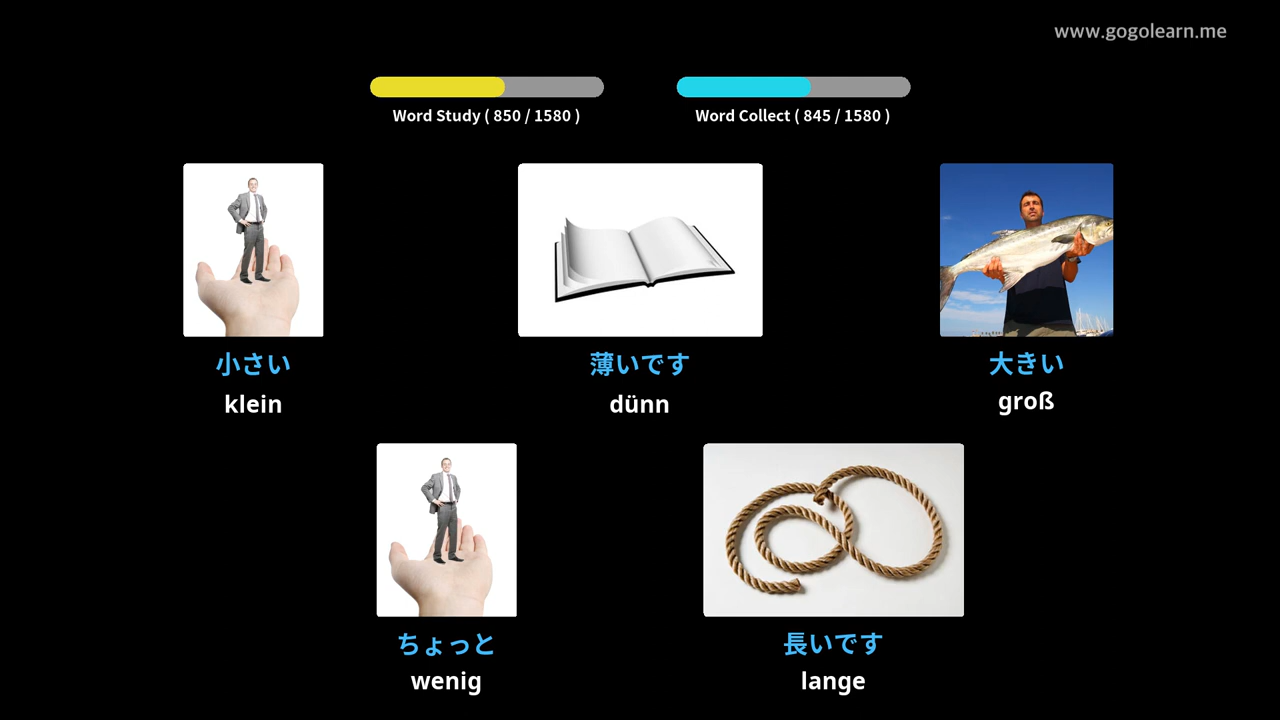 www.gogolearn.me
Word Study ( 850 / 1580 )
Word Collect ( 845 / 1580 )
小さい
klein
薄いです
dünn
大きい
groß
ちょっと
wenig
長いです
lange